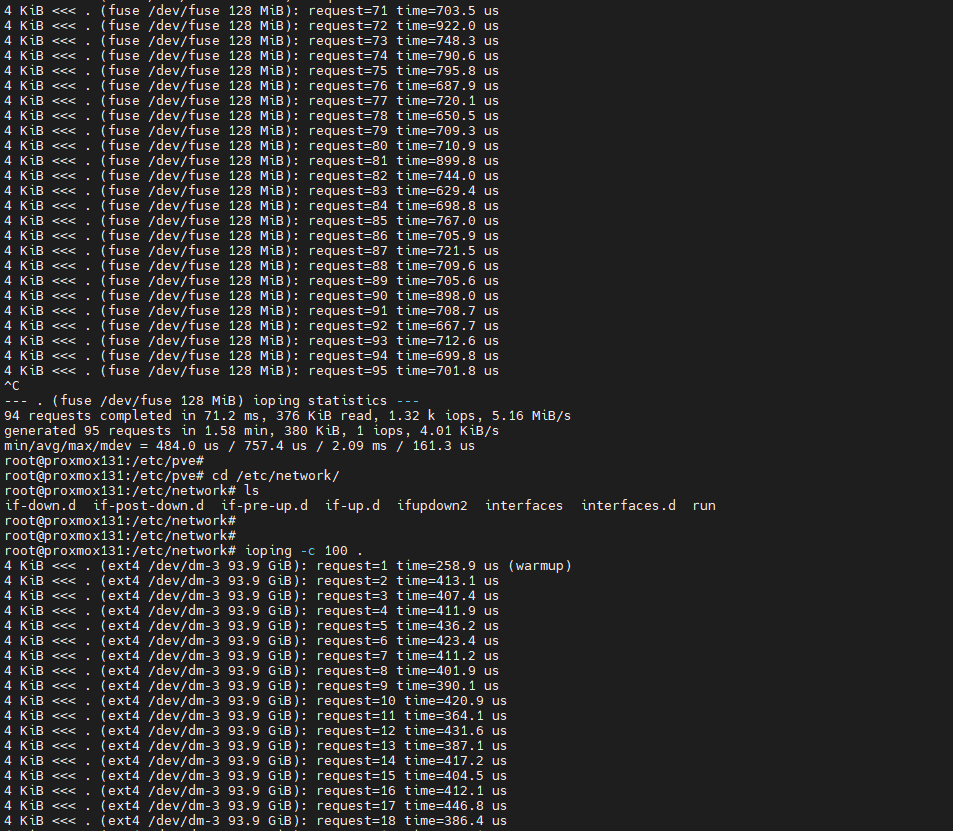 4 KiB <<< . (fuse /dev/fuse 128 MiB): request=71 time=703.5 us
4 KiB <<< . (fuse /dev/fuse 128 MiB): request=72 time=922.0 us
4 KiB <<< . (fuse /dev/fuse 128 MiB): request=73 time=748.3 us
4 KiB <<< . (fuse /dev/fuse 128 MiB): request=74 time=790.6 us
4 KiB <<< . (fuse /dev/fuse 128 MiB): request=75 time=795.8 us
4 KiB <<< . (fuse /dev/fuse 128 MiB): request=76 time=687.9 us
4 KiB <<< . (fuse /dev/fuse 128 MiB): request=77 time=720.1 us
4 KiB <<< . (fuse /dev/fuse 128 MiB): request=78 time=650.5 us
4 KiB <<< . (fuse /dev/fuse 128 MiB): request=79 time=709.3 us
4 KiB <<< . (fuse /dev/fuse 128 MiB): request=80 time=710.9 us
4 KiB <<< . (fuse /dev/fuse 128 MiB): request=81 time=899.8 us
4 KiB <<< . (fuse /dev/fuse 128 MiB): request=82 time=744.0 us
4 KiB <<< . (fuse /dev/fuse 128 MiB): request=83 time=629.4 us
4 KiB <<< . (fuse /dev/fuse 128 MiB): request=84 time=698.8 us
4 KiB <<< . (fuse /dev/fuse 128 MiB): request=85 time=767.0 us
4 KiB <<< . (fuse /dev/fuse 128 MiB): request=86 time=705.9 us
4 KiB <<< . (fuse /dev/fuse 128 MiB): request=87 time=721.5 us
4 KiB <<< . (fuse /dev/fuse 128 MiB): request=88 time=709.6 us
4 KiB <<< . (fuse /dev/fuse 128 MiB): request=89 time=705.6 us
4 KiB <<< . (fuse /dev/fuse 128 MiB): request=90 time=898.0 us
4 KiB <<< . (fuse /dev/fuse 128 MiB): request=91 time=708.7 us
4 KiB <<< . (fuse /dev/fuse 128 MiB): request=92 time=667.7 us
4 KiB <<< . (fuse /dev/fuse 128 MiB): request=93 time=712.6 us
4 KiB <<< . (fuse /dev/fuse 128 MiB): request=94 time=699.8 us
4 KiB <<< . (fuse /dev/fuse 128 MiB): request=95 time=701.8 us
^C
--- . (fuse /dev/fuse 128 MiB) ioping statistics ---
94 requests completed in 71.2 ms, 376 KiB read, 1.32 k iops, 5.16 MiB/s
generated 95 requests in 1.58 min, 380 KiB, 1 iops, 4.01 KiB/s
min/avg/max/mdev = 484.0 us / 757.4 us / 2.09 ms / 161.3 us
root@proxmox131:/etc/pve#
root@proxmox131:/etc/pve# cd /etc/network/
root@proxmox131:/etc/network# ls
if-down.d  if-post-down.d  if-pre-up.d  if-up.d  ifupdown2  interfaces  interfaces.d  run
root@proxmox131:/etc/network#
root@proxmox131:/etc/network#
root@proxmox131:/etc/network# ioping -c 100 .
4 KiB <<< . (ext4 /dev/dm-3 93.9 GiB): request=1 time=258.9 us (warmup)
4 KiB <<< . (ext4 /dev/dm-3 93.9 GiB): request=2 time=413.1 us
4 KiB <<< . (ext4 /dev/dm-3 93.9 GiB): request=3 time=407.4 us
4 KiB <<< . (ext4 /dev/dm-3 93.9 GiB): request=4 time=411.9 us
4 KiB <<< . (ext4 /dev/dm-3 93.9 GiB): request=5 time=436.2 us
4 KiB <<< . (ext4 /dev/dm-3 93.9 GiB): request=6 time=423.4 us
4 KiB <<< . (ext4 /dev/dm-3 93.9 GiB): request=7 time=411.2 us
4 KiB <<< . (ext4 /dev/dm-3 93.9 GiB): request=8 time=401.9 us
4 KiB <<< . (ext4 /dev/dm-3 93.9 GiB): request=9 time=390.1 us
4 KiB <<< . (ext4 /dev/dm-3 93.9 GiB): request=10 time=420.9 us
4 KiB <<< . (ext4 /dev/dm-3 93.9 GiB): request=11 time=364.1 us
4 KiB <<< . (ext4 /dev/dm-3 93.9 GiB): request=12 time=431.6 us
4 KiB <<< . (ext4 /dev/dm-3 93.9 GiB): request=13 time=387.1 us
4 KiB <<< . (ext4 /dev/dm-3 93.9 GiB): request=14 time=417.2 us
4 KiB <<< . (ext4 /dev/dm-3 93.9 GiB): request=15 time=404.5 us
4 KiB <<< . (ext4 /dev/dm-3 93.9 GiB): request=16 time=412.1 us
4 KiB <<< . (ext4 /dev/dm-3 93.9 GiB): request=17 time=446.8 us
4 KiB <<< . (ext4 /dev/dm-3 93.9 GiB): request=18 time=386.4 us